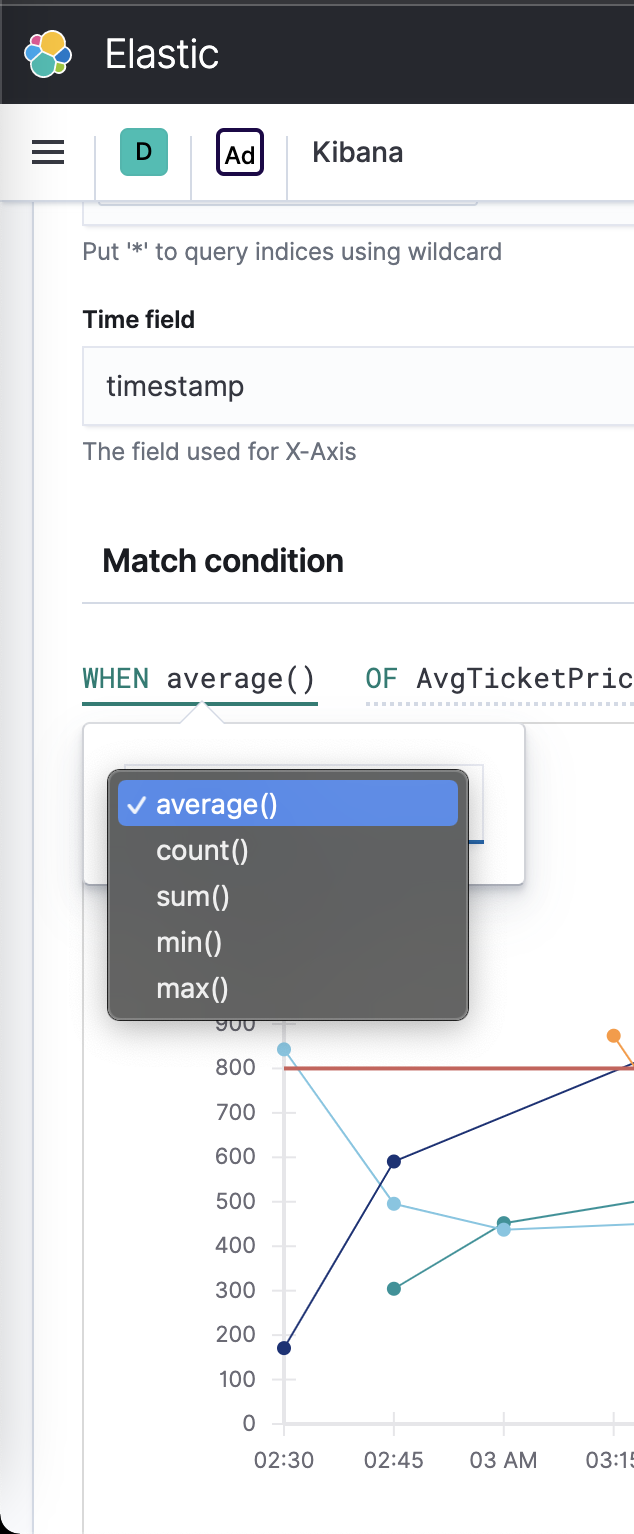 Elastic
D
Ad
Kibana
Put '*' to query indices using wildcard
Time field
timestamp
The field used for X-Axis
Match condition
WHEN average() OF AvgTicketPric
✓ average()
count()
sum()
min()
max()
900
800
700
600
500
400
300
200
100
0
02:30 02:45 03 AM 03:15